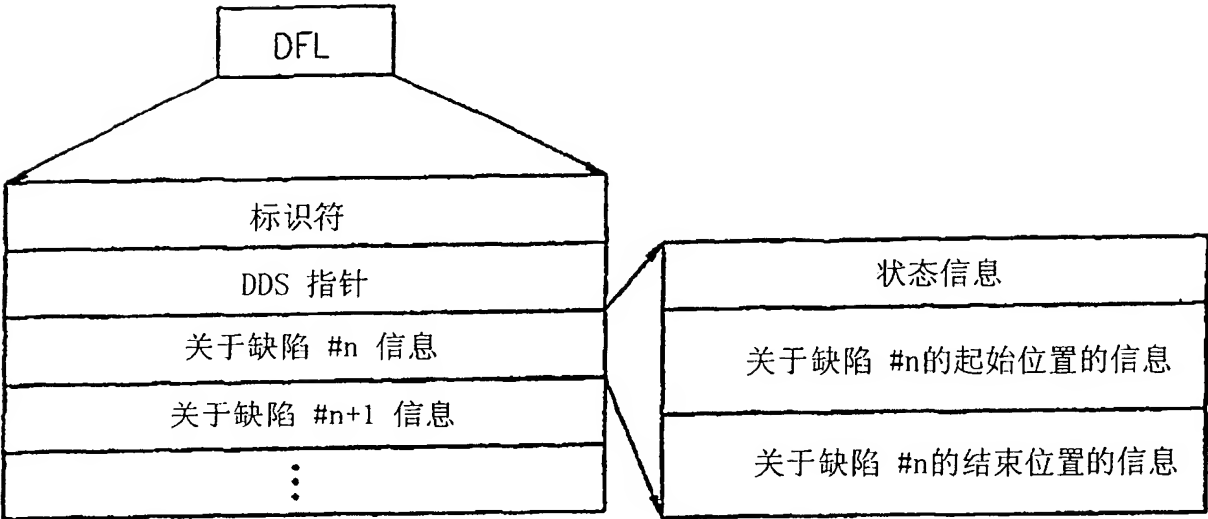 DFL
标识符
DDS 指针
关于缺陷 #n 信息
关于缺陷 #n+1 信息
⋮
状态信息
关于缺陷 #n的起始位置的信息
关于缺陷 #n的结束位置的信息